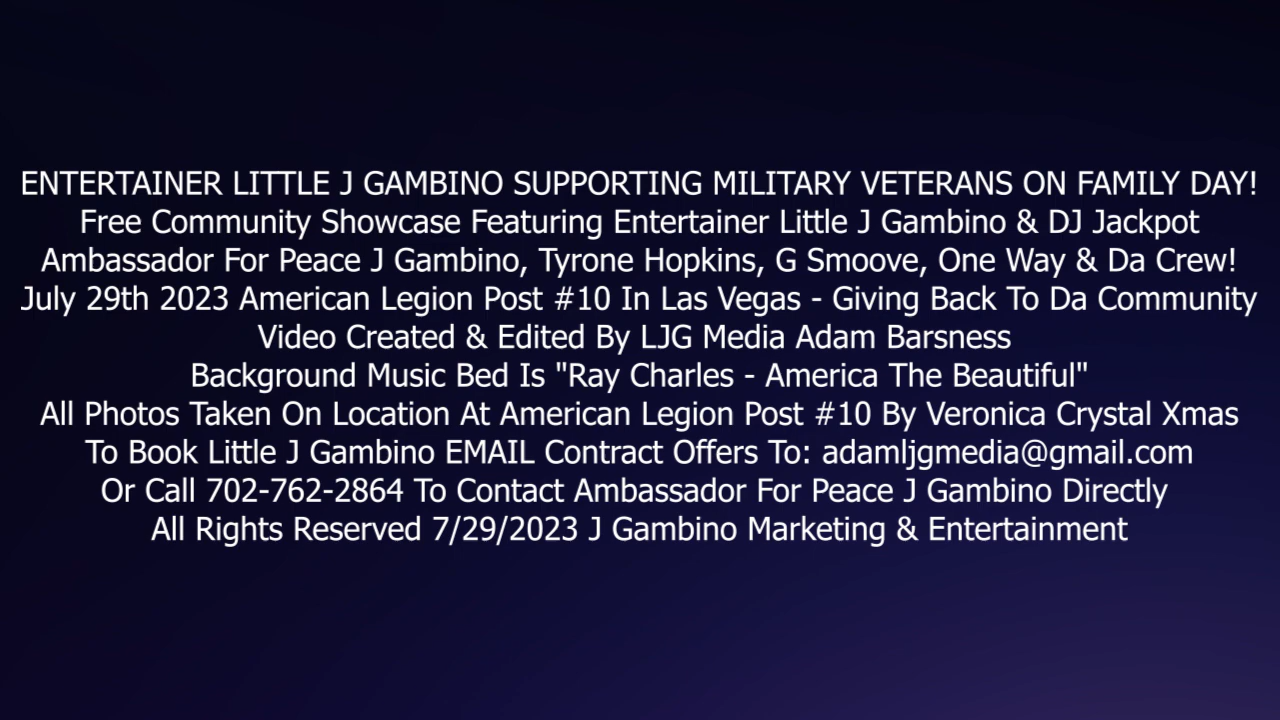 ENTERTAINER LITTLE J GAMBINO SUPPORTING MILITARY VETERANS ON FAMILY DAY!
Free Community Showcase Featuring Entertainer Little J Gambino & DJ Jackpot
Ambassador For Peace J Gambino, Tyrone Hopkins, G Smoove, One Way & Da Crew!
July 29th 2023 American Legion Post #10 In Las Vegas - Giving Back To Da Community
Video Created & Edited By LJG Media Adam Barsness
Background Music Bed Is "Ray Charles - America The Beautiful"
All Photos Taken On Location At American Legion Post #10 By Veronica Crystal Xmas
To Book Little J Gambino EMAIL Contract Offers To: adamljgmedia@gmail.com
Or Call 702-762-2864 To Contact Ambassador For Peace J Gambino Directly
All Rights Reserved 7/29/2023 J Gambino Marketing & Entertainment